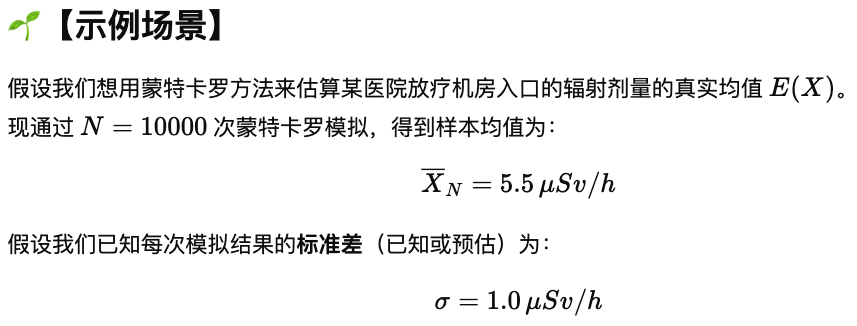 🌱【示例场景】
假设我们想用蒙特卡罗方法来估算某医院放疗机房入口的辐射剂量的真实均值 E(X)。
现通过 N = 10000 次蒙特卡罗模拟，得到样本均值为：
X̅_N = 5.5 μSv/h
假设我们已知每次模拟结果的标准差（已知或预估）为：
σ = 1.0 μSv/h